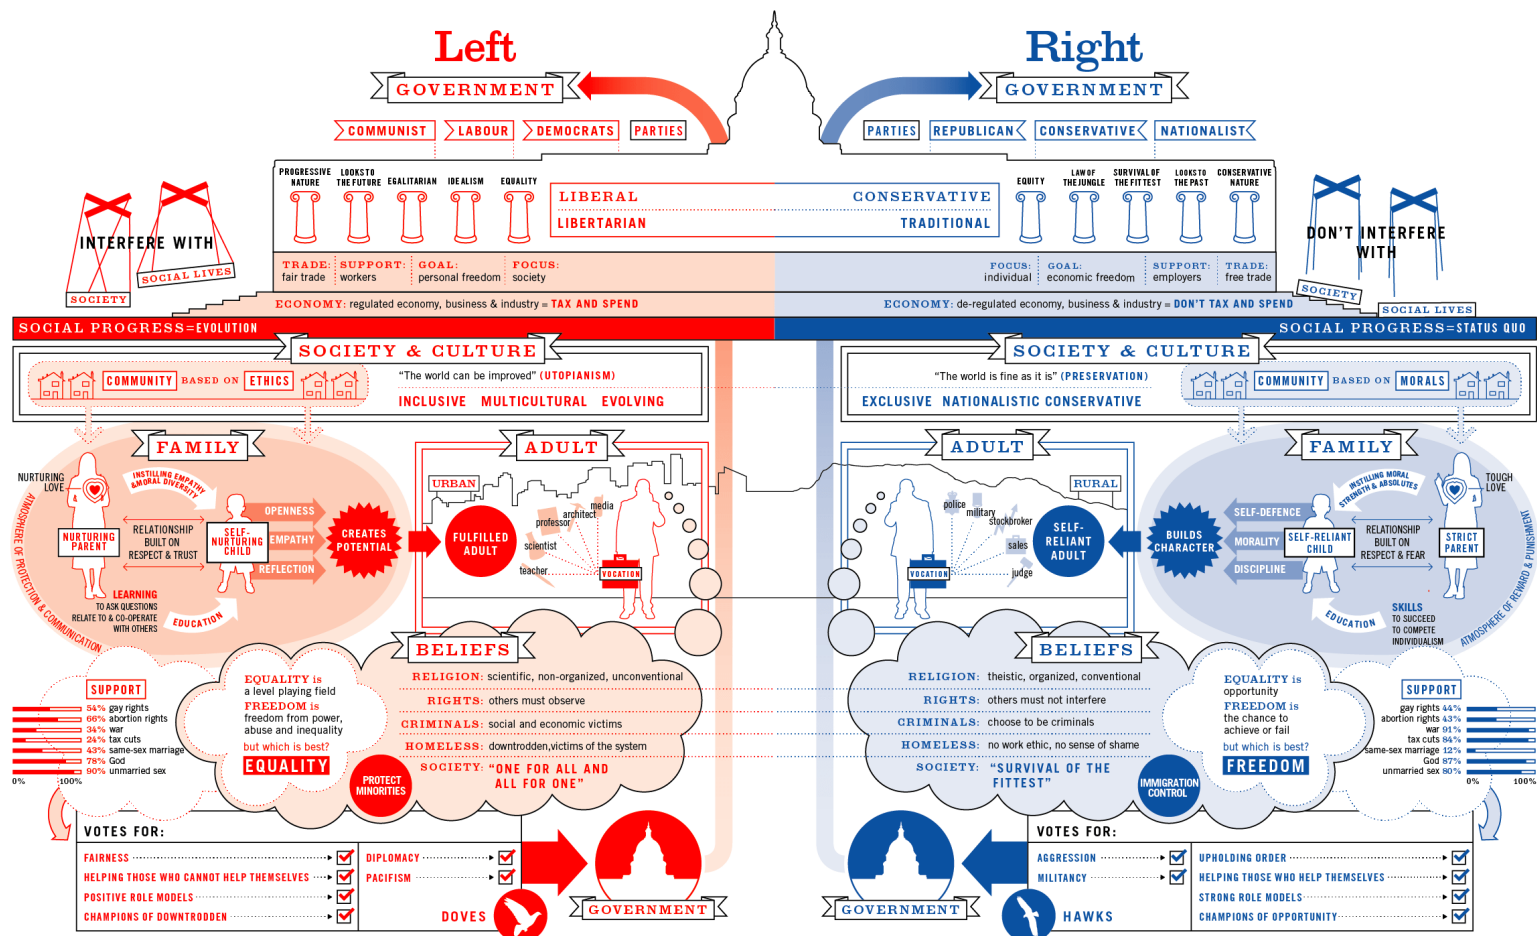 Left
Right
GOVERNMENT
GOVERNMENT
COMMUNIST
LABOUR
DEMOCRATS
PARTIES
PARTIES
REPUBLICAN
CONSERVATIVE
NATIONALIST
PROGRESSIVE
NATURE
LOOKS TO
THE FUTURE
EGALITARIAN
IDEALISM
EQUALITY
LIBERAL
LIBERTARIAN
CONSERVATIVE
TRADITIONAL
EQUITY
LAW OF
THE JUNGLE
SURVIVAL OF
THE FITTEST
LOOKS TO
THE PAST
CONSERVATIVE
NATURE
INTERFERE WITH
SOCIETY
SOCIAL LIVES
DON'T INTERFERE
WITH
SOCIETY
SOCIAL LIVES
TRADE:
fair trade
SUPPORT:
workers
GOAL:
personal freedom
FOCUS:
society
FOCUS:
individual
GOAL:
economic freedom
SUPPORT:
employers
TRADE:
free trade
ECONOMY: regulated economy, business & industry = TAX AND SPEND
ECONOMY: de-regulated economy, business & industry = DON'T TAX AND SPEND
SOCIAL PROGRESS=EVOLUTION
SOCIAL PROGRESS=STATUS QUO
SOCIETY & CULTURE
COMMUNITY BASED ON ETHICS
"The world can be improved" (UTOPIANISM)
INCLUSIVE MULTICULTURAL EVOLVING
SOCIETY & CULTURE
"The world is fine as it is" (PRESERVATION)
EXCLUSIVE NATIONALISTIC CONSERVATIVE
COMMUNITY BASED ON MORALS
FAMILY
NURTURING
LOVE
INSTILLING EMPATHY
& MORAL DIVERSITY
NURTURING
PARENT
RELATIONSHIP
BUILT ON
RESPECT & TRUST
SELF-
NURTURING
CHILD
OPENNESS
EMPATHY
REFLECTION
CREATES
POTENTIAL
LEARNING
TO ASK QUESTIONS
RELATE TO & CO-OPERATE
WITH OTHERS
EDUCATION
ATMOSPHERE OF PROTECTION & COMMUNICATION
ADULT
URBAN
FULFILLED
ADULT
media
architect
professor
scientist
teacher
VOCATION
ADULT
RURAL
police
military
stockbroker
sales
judge
VOCATION
SELF-
RELIANT
ADULT
FAMILY
BUILDS
CHARACTER
SELF-DEFENCE
MORALITY
DISCIPLINE
INSTILLING MORAL
STRENGTH & ABSOLUTES
SELF-RELIANT
CHILD
RELATIONSHIP
BUILT ON
RESPECT & FEAR
TOUGH
LOVE
STRICT
PARENT
EDUCATION
SKILLS
TO SUCCEED
TO COMPETE
INDIVIDUALISM
ATMOSPHERE OF REWARD & PUNISHMENT
SUPPORT
54% gay rights
66% abortion rights
34% war
24% tax cuts
43% same-sex marriage
78% God
90% unmarried sex
0% 100%
EQUALITY is
a level playing field
FREEDOM is
freedom from power,
abuse and inequality
but which is best?
EQUALITY
BELIEFS
RELIGION: scientific, non-organized, unconventional
RIGHTS: others must observe
CRIMINALS: social and economic victims
HOMELESS: downtrodden,victims of the system
SOCIETY: "ONE FOR ALL AND
ALL FOR ONE"
PROTECT
MINORITIES
BELIEFS
RELIGION: theistic, organized, conventional
RIGHTS: others must not interfere
CRIMINALS: choose to be criminals
HOMELESS: no work ethic, no sense of shame
SOCIETY: "SURVIVAL OF THE
FITTEST"
IMMIGRATION
CONTROL
EQUALITY is
opportunity
FREEDOM is
the chance to
achieve or fail
but which is best?
FREEDOM
SUPPORT
gay rights 44%
abortion rights 43%
war 91%
tax cuts 84%
same-sex marriage 12%
God 87%
unmarried sex 80%
0% 100%
VOTES FOR:
FAIRNESS
HELPING THOSE WHO CANNOT HELP THEMSELVES
POSITIVE ROLE MODELS
CHAMPIONS OF DOWNTRODDEN
DIPLOMACY
PACIFISM
DOVES
GOVERNMENT
GOVERNMENT
VOTES FOR:
AGGRESSION
MILITANCY
HAWKS
UPHOLDING ORDER
HELPING THOSE WHO HELP THEMSELVES
STRONG ROLE MODELS
CHAMPIONS OF OPPORTUNITY